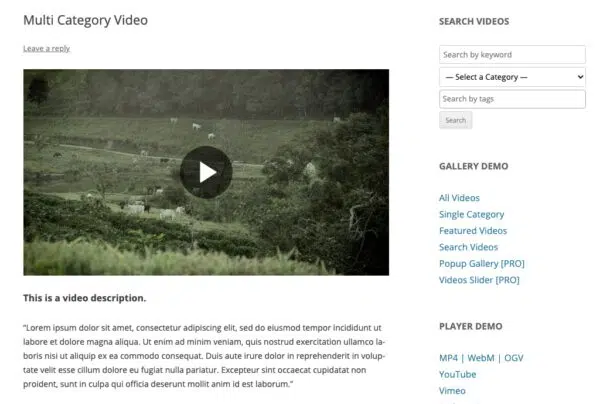 Multi Category Video
Leave a reply
This is a video description.
“Lorem ipsum dolor sit amet, consectetur adipiscing elit, sed do eiusmod tempor incididunt ut
labore et dolore magna aliqua. Ut enim ad minim veniam, quis nostrud exercitation ullamco la-
boris nisi ut aliquip ex ea commodo consequat. Duis aute irure dolor in reprehenderit in volup-
tate velit esse cillum dolore eu fugiat nulla pariatur. Excepteur sint occaecat cupidatat non
proident, sunt in culpa qui officia deserunt mollit anim id est laborum.”
SEARCH VIDEOS
Search by keyword
— Select a Category —
Search by tags
Search
GALLERY DEMO
All Videos
Single Category
Featured Videos
Search Videos
Popup Gallery [PRO]
Videos Slider [PRO]
PLAYER DEMO
MP4 | WebM | OGV
YouTube
Vimeo